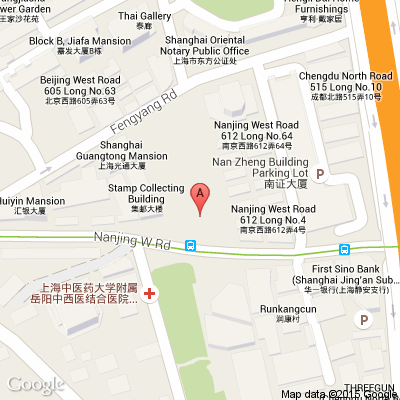 ower Garden
王家沙花苑
Thai Gallery
泰廊
Furnishings
亨利·戴家居
Block B, Jiafa Mansion
嘉发大厦B栋
Shanghai Oriental
Notary Public Office
上海市东方公证处
Beijing West Road
605 Long No.63
北京西路605弄63号
Chengdu North Road
515 Long No.10
成都北路515弄10号
Fengyang Rd
Nanjing West Road
612 Long No.64
南京西路612弄64号
Shanghai
Guangtong Mansion
上海光通大厦
Nan Zheng Building
Parking Lot
南证大厦
P
Stamp Collecting
Building
集邮大楼
A
Huiyin Mansion
汇银大厦
Nanjing West Road
612 Long No.4
南京西路612弄4号
Nanjing W Rd
First Sino Bank
(Shanghai Jing'an Sub...
华一银行(上海静安支行)
上海中医药大学附属
岳阳中西医结合医院...
Runkangcun
润康村
P
Google
Map data ©2015 Google
THREEGUN